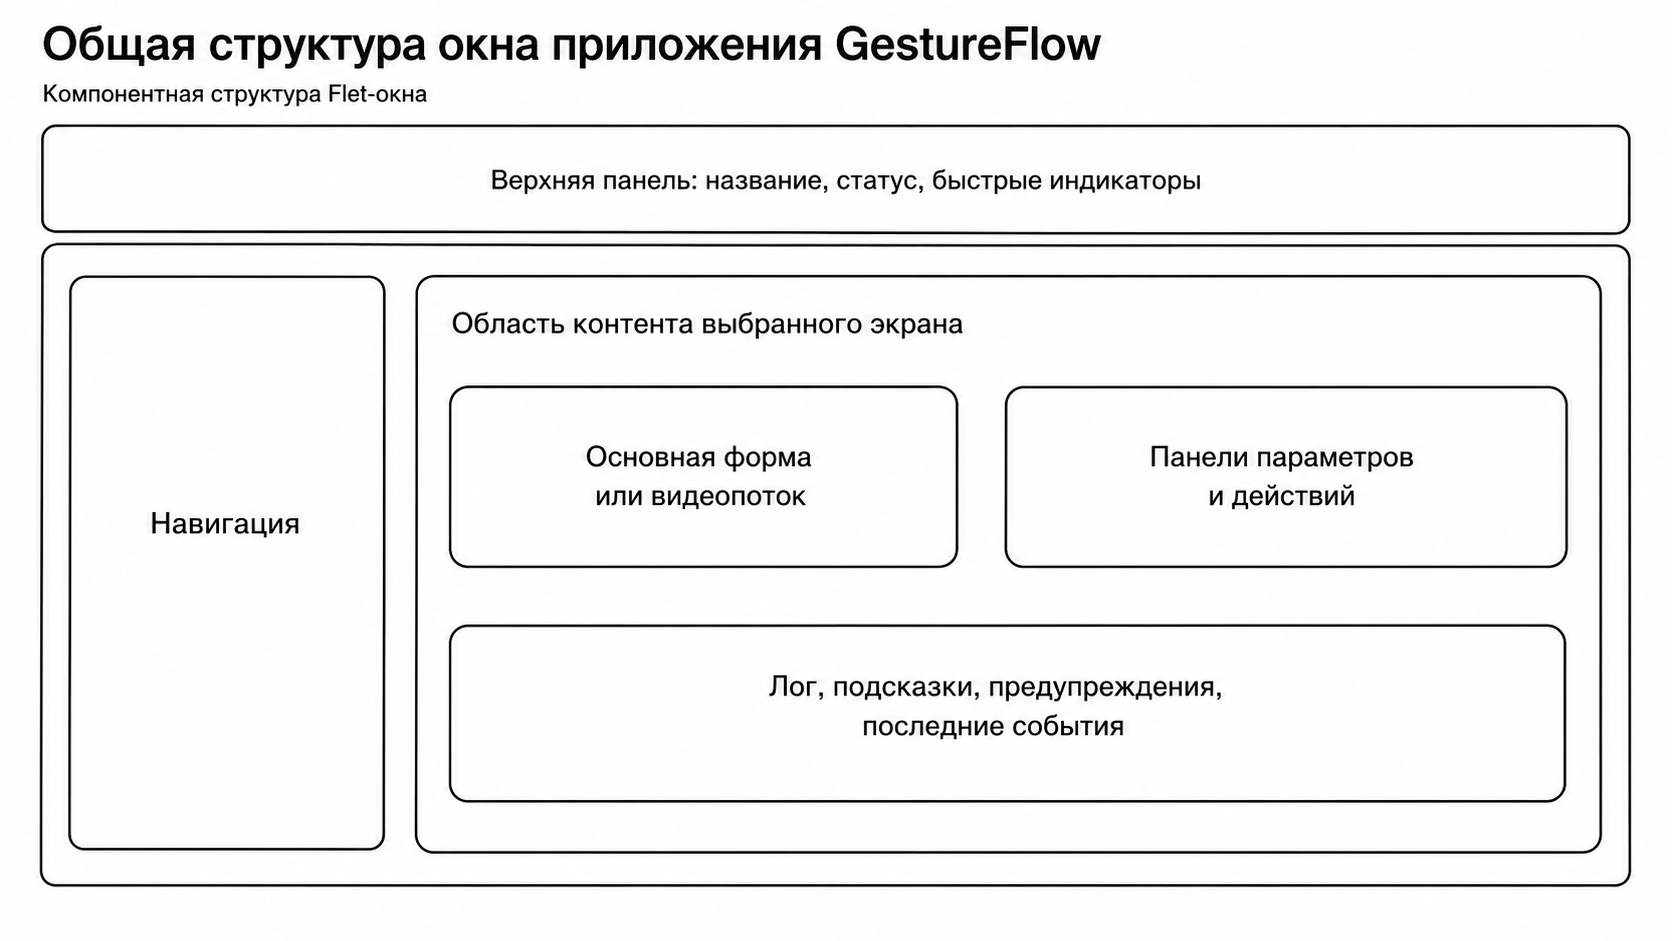 Общая структура окна приложения GestureFlow
Компонентная структура Flet-окна
Верхняя панель: название, статус, быстрые индикаторы
Навигация
Область контента выбранного экрана
Основная форма
или видеопоток
Панели параметров
и действий
Лог, подсказки, предупреждения,
последние события